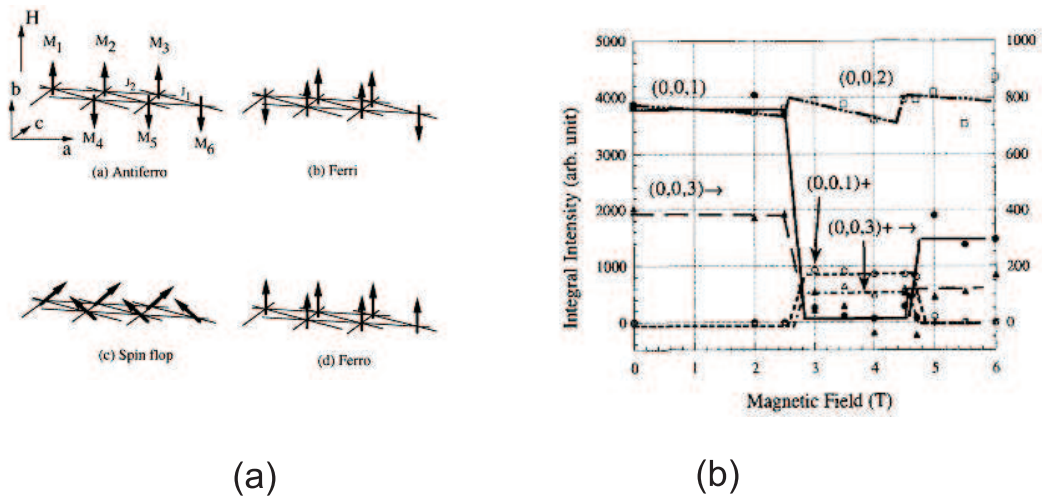 H
M1 M2 M3
J2 J1
b
c
a
M4 M5 M6
(a) Antiferro
(b) Ferri
(c) Spin flop
(d) Ferro
(a)
5000
4000
3000
2000
1000
0
Integral Intensity (arb. unit)
1000
800
600
400
200
0
(0,0,1)
(0,0,2)
(0,0,3)→
(0,0,1)+
(0,0,3)+ →
0 1 2 3 4 5 6
Magnetic Field (T)
(b)